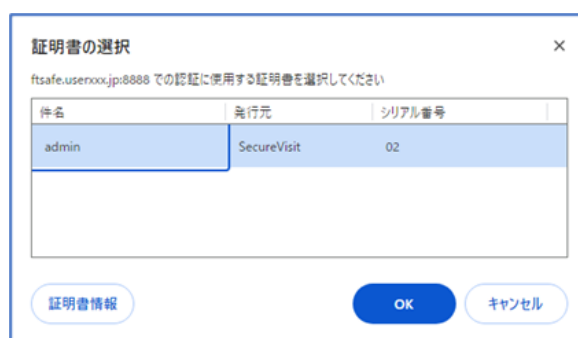 証明書の選択
ftsafe.userxxx.jp:8888 での認証に使用する証明書を選択してください
件名 発行元 シリアル番号
admin SecureVisit 02
証明書情報 OK キャンセル